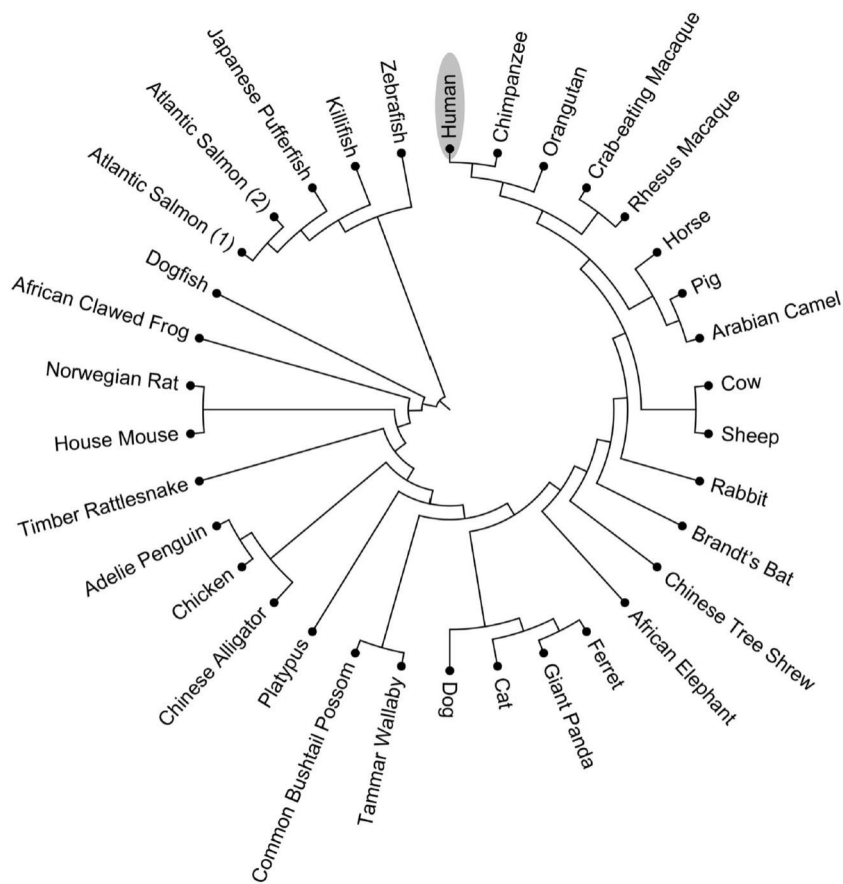 Human
Chimpanzee
Orangutan
Crab-eating Macaque
Rhesus Macaque
Horse
Pig
Arabian Camel
Cow
Sheep
Rabbit
Brandt's Bat
Chinese Tree Shrew
African Elephant
Ferret
Giant Panda
Cat
Dog
Tammar Wallaby
Common Bushtail Possom
Platypus
Chinese Alligator
Chicken
Adelie Penguin
Timber Rattlesnake
House Mouse
Norwegian Rat
African Clawed Frog
Dogfish
Atlantic Salmon (1)
Atlantic Salmon (2)
Japanese Pufferfish
Killifish
Zebrafish